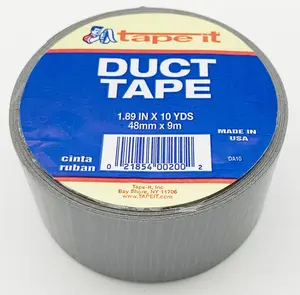 tape it
DUCT
TAPE
1.89 IN X 10 YDS
48mm x 9m
MADE IN
USA
cinta
ruban
0 21854 00200 2
DA10
Tape-It, Inc.
Bay Shore, NY 11706
www.TAPEIT.com